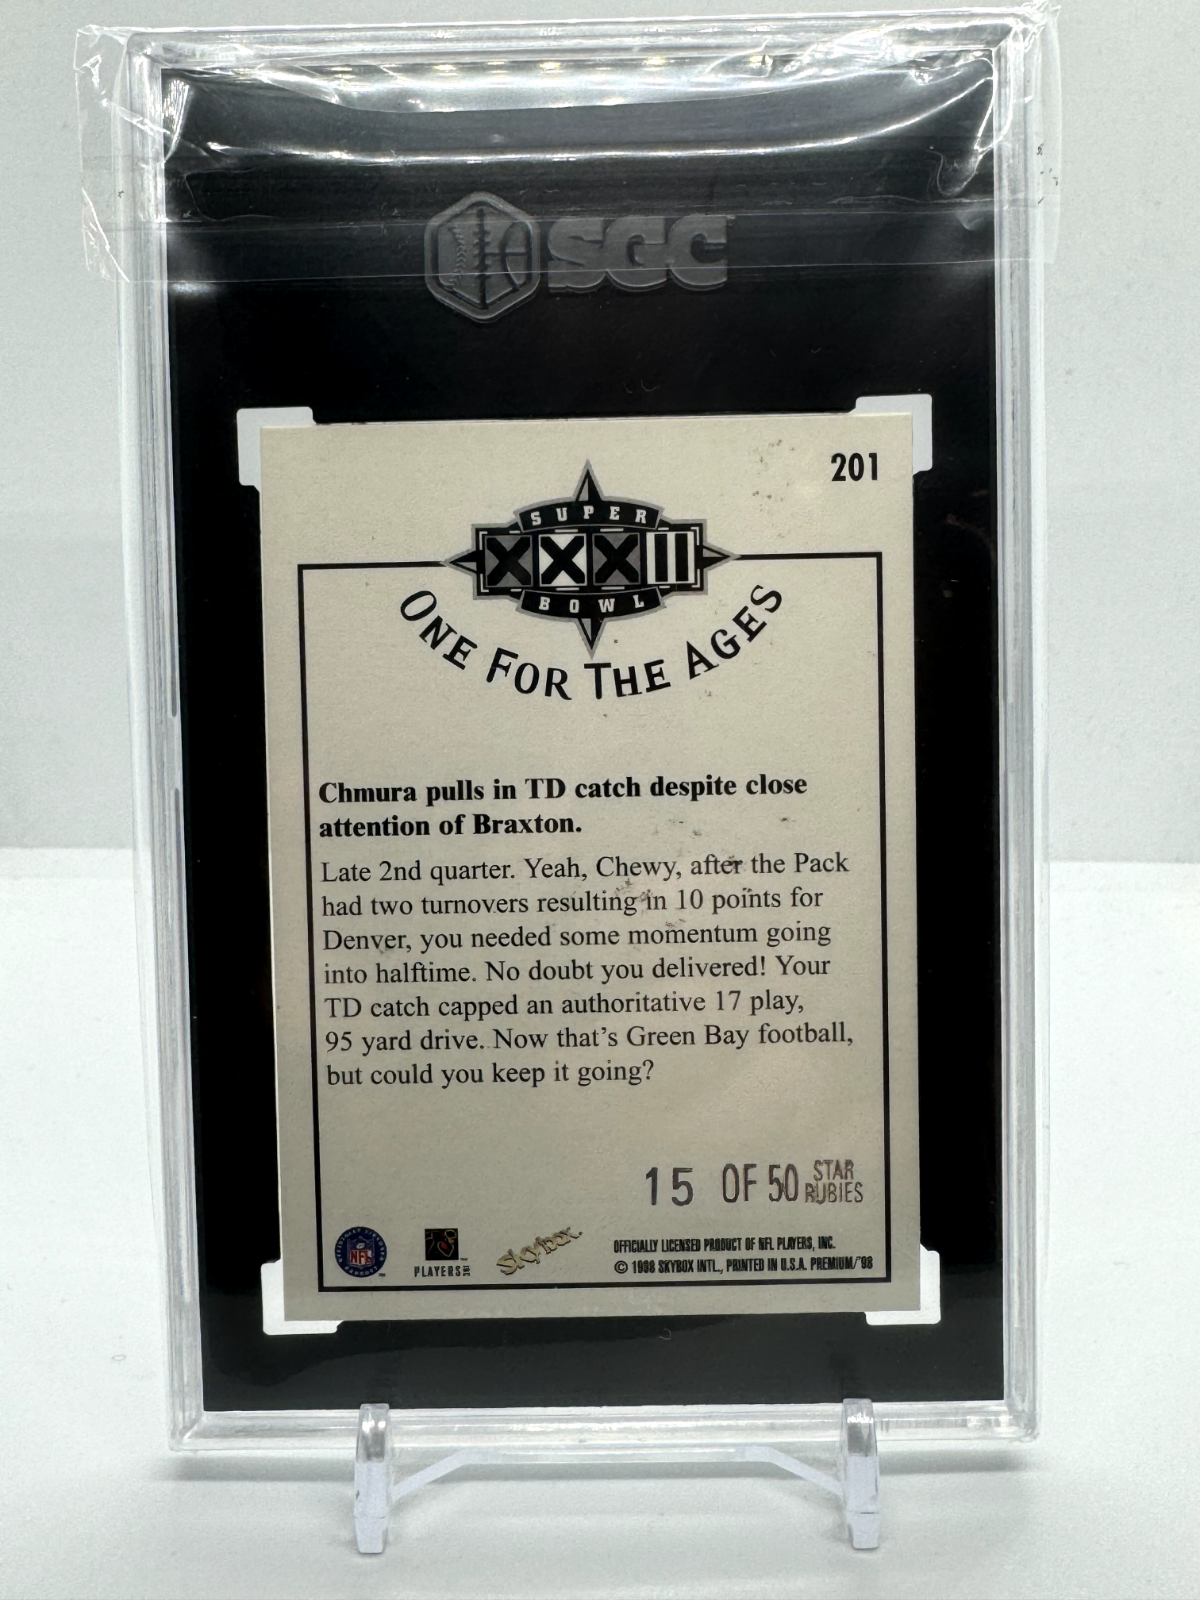 SGC
201
SUPER
XXXII
BOWL
ONE FOR THE AGES
Chmura pulls in TD catch despite close
attention of Braxton.
Late 2nd quarter. Yeah, Chewy, after the Pack
had two turnovers resulting in 10 points for
Denver, you needed some momentum going
into halftime. No doubt you delivered! Your
TD catch capped an authoritative 17 play,
95 yard drive. Now that's Green Bay football,
but could you keep it going?
15 OF 50 STAR
RUBIES
NFL
PLAYERS
Skybox
OFFICIALLY LICENSED PRODUCT OF NFL PLAYERS, INC.
© 1998 SKYBOX INTL., PRINTED IN U.S.A. PREMIUM/'98